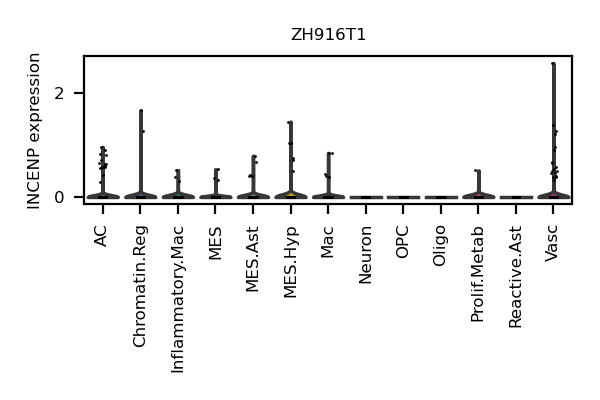 ZH916T1
INCENP expression
2
0
AC
Chromatin.Reg
Inflammatory.Mac
MES
MES.Ast
MES.Hyp
Mac
Neuron
OPC
Oligo
Prolif.Metab
Reactive.Ast
Vasc